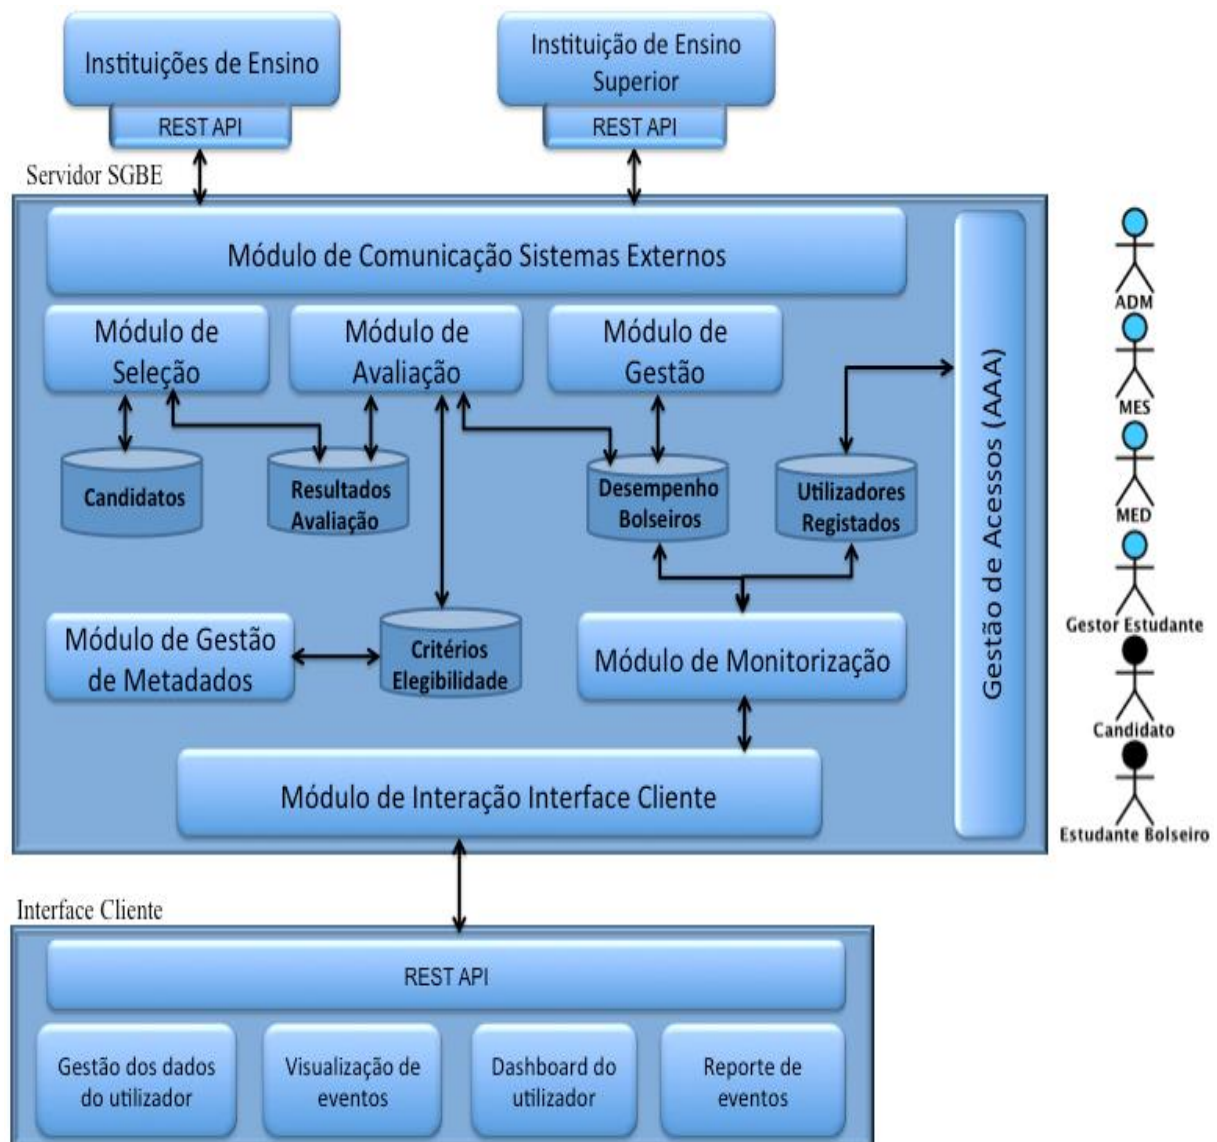 Instituições de Ensino
REST API
Instituição de Ensino
Superior
REST API
Servidor SGBE
Módulo de Comunicação Sistemas Externos
Módulo de
Seleção
Módulo de
Avaliação
Módulo de
Gestão
Candidatos
Resultados
Avaliação
Desempenho
Bolseiros
Utilizadores
Registados
Módulo de Gestão
de Metadados
Critérios
Elegibilidade
Módulo de Monitorização
Módulo de Interação Interface Cliente
Gestão de Acessos (AAA)
ADM
MES
MED
Gestor Estudante
Candidato
Estudante Bolseiro
Interface Cliente
REST API
Gestão dos dados
do utilizador
Visualização de
eventos
Dashboard do
utilizador
Reporte de
eventos